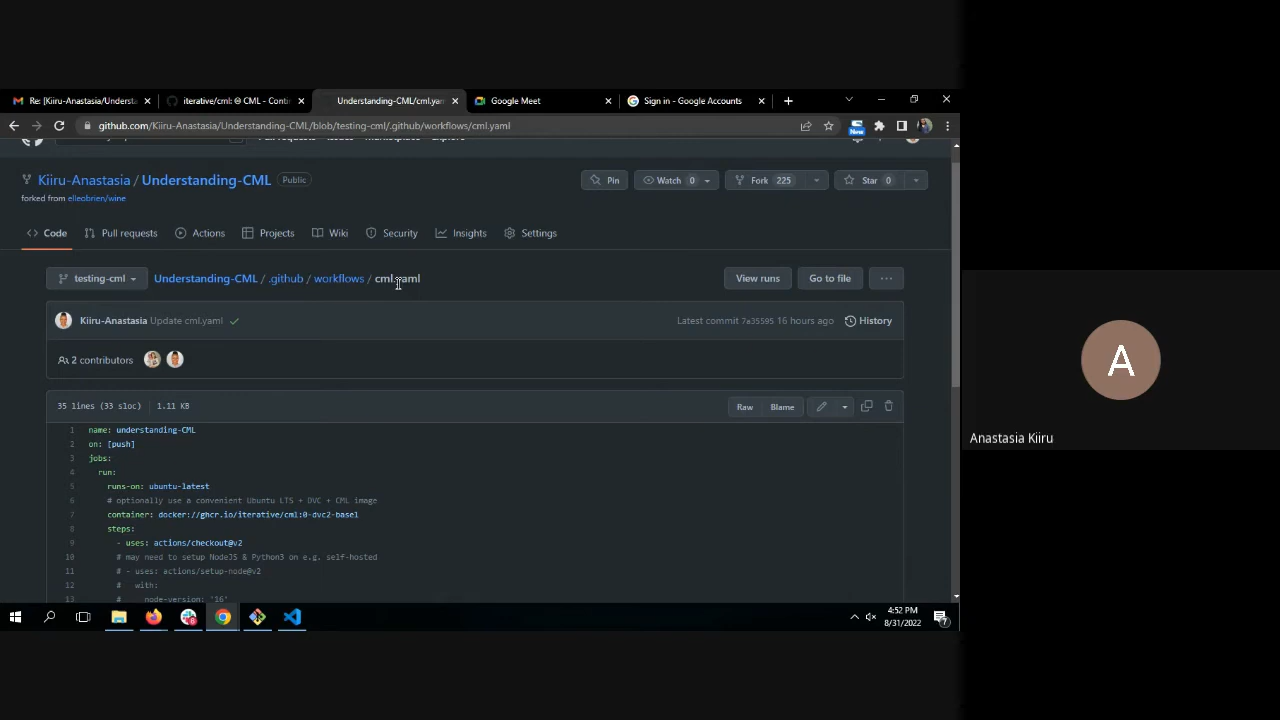 Re: [Kiiru-Anastasia/Understa
iterative/cml: ♾️ CML - Conti
Understanding-CML/cml.yam
Google Meet
Sign in - Google Accounts
github.com/Kiiru-Anastasia/Understanding-CML/blob/testing-cml/.github/workflows/cml.yaml
New
Kiiru-Anastasia / Understanding-CML
Public
Pin
Watch 0
Fork 225
Star 0
forked from elleobrien/wine
Code
Pull requests
Actions
Projects
Wiki
Security
Insights
Settings
testing-cml
Understanding-CML / .github / workflows / cml.yaml
View runs
Go to file
Kiiru-Anastasia Update cml.yaml
Latest commit 7a35595 16 hours ago
History
2 contributors
35 lines (33 sloc)
1.11 KB
Raw
Blame
1 name: understanding-CML
2 on: [push]
3 jobs:
4 run:
5 runs-on: ubuntu-latest
6 # optionally use a convenient Ubuntu LTS + DVC + CML image
7 container: docker://ghcr.io/iterative/cml:0-dvc2-base1
8 steps:
9 - uses: actions/checkout@v2
10 # may need to setup NodeJS & Python3 on e.g. self-hosted
11 # - uses: actions/setup-node@v2
12 # with:
13 # node-version: '16'
4:52 PM
8/31/2022
A
Anastasia Kiiru